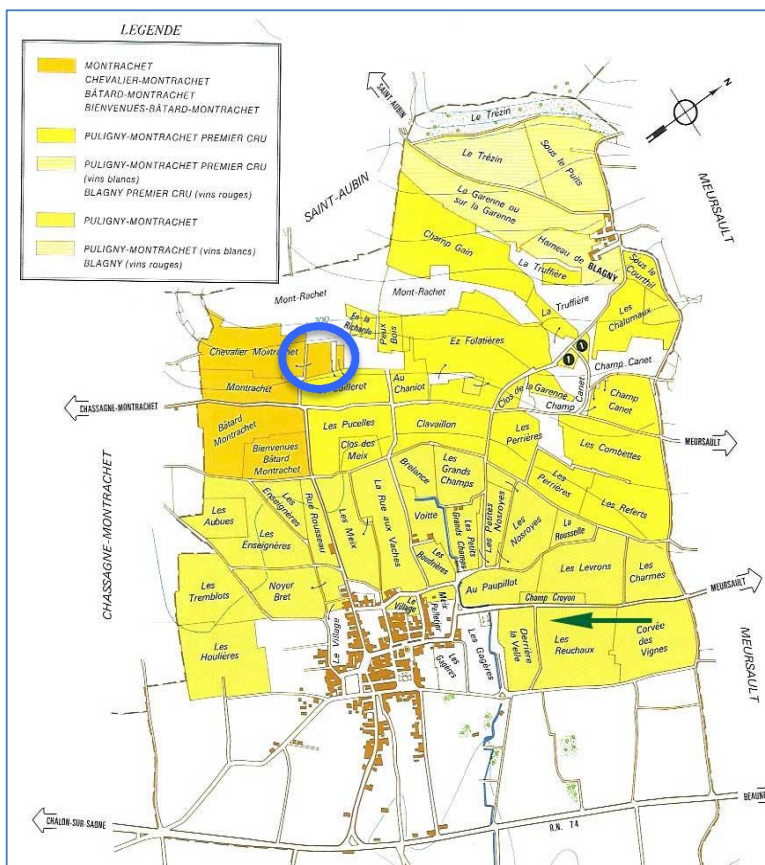 LEGENDE
MONTRACHET
CHEVALIER-MONTRACHET
BÂTARD-MONTRACHET
BIENVENUES-BÂTARD-MONTRACHET
PULIGNY-MONTRACHET PREMIER CRU
PULIGNY-MONTRACHET PREMIER CRU
(vins blancs)
BLAGNY PREMIER CRU (vins rouges)
PULIGNY-MONTRACHET
PULIGNY-MONTRACHET (vins blancs)
BLAGNY (vins rouges)
SAINT-AUBIN
N
Le Trézin
Le Trézin
Sous le Puits
SAINT-AUBIN
MEURSAULT
La Garenne ou
sur la Garenne
Champ Gain
Hameau de
BLAGNY
La Truffière
Sous le
Courthil
Mont-Rachet
Mont-Rachet
La Truffière
Les
Chalumaux
300
En la
Richarde
Peux
Bois
Ez Folatières
Chevalier Montrachet
1
1
Champ Canet
Montrachet
Cailleret
Au
Chaniot
Clos de la Garenne
Champ
Canet
Champ
Canet
CHASSAGNE-MONTRACHET
Bâtard
Montrachet
Les Pucelles
Clavaillon
Les
Perrières
MEURSAULT
Bienvenues
Bâtard
Montrachet
Clos des
Meix
Les Combettes
Brelance
Les
Grands
Champs
Les
Perrières
Les Referts
CHASSAGNE-MONTRACHET
Les
Aubues
Les
Enseignères
Les
Enseignères
Rue Rousseau
Les Meix
La Rue aux
Vaches
Voitte
Les Petits
Grands Champs
Les Petites
Nosroyes
Les
Nosroyes
La
Rousselle
Les
Boudrières
Les Levrons
Les
Charmes
MEURSAULT
Les
Tremblots
Noyer
Bret
Au Paupillot
Champ Croyon
Le
Village
Meix
Pelletier
Le Village
Les
Houlières
Les
Gagères
Les Gagères
Derrière
la Velle
Les
Reuchaux
Corvée
des
Vignes
MEURSAULT
CHALON-SUR-SAONE
R.N. 74
BEAUNE